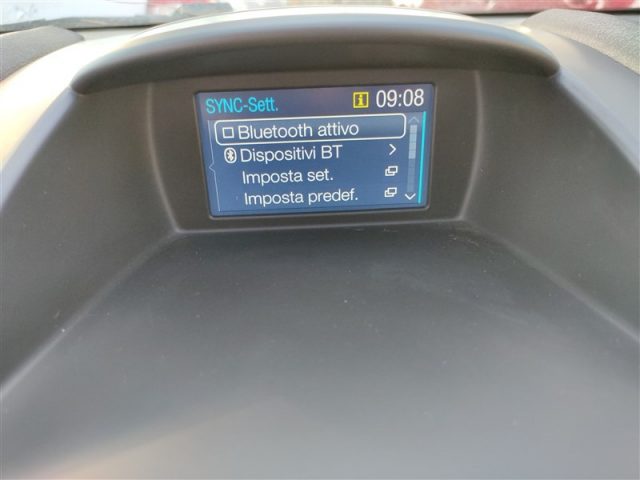 SYNC-Sett. 09:08
Bluetooth attivo
Dispositivi BT
Imposta set.
Imposta predef.